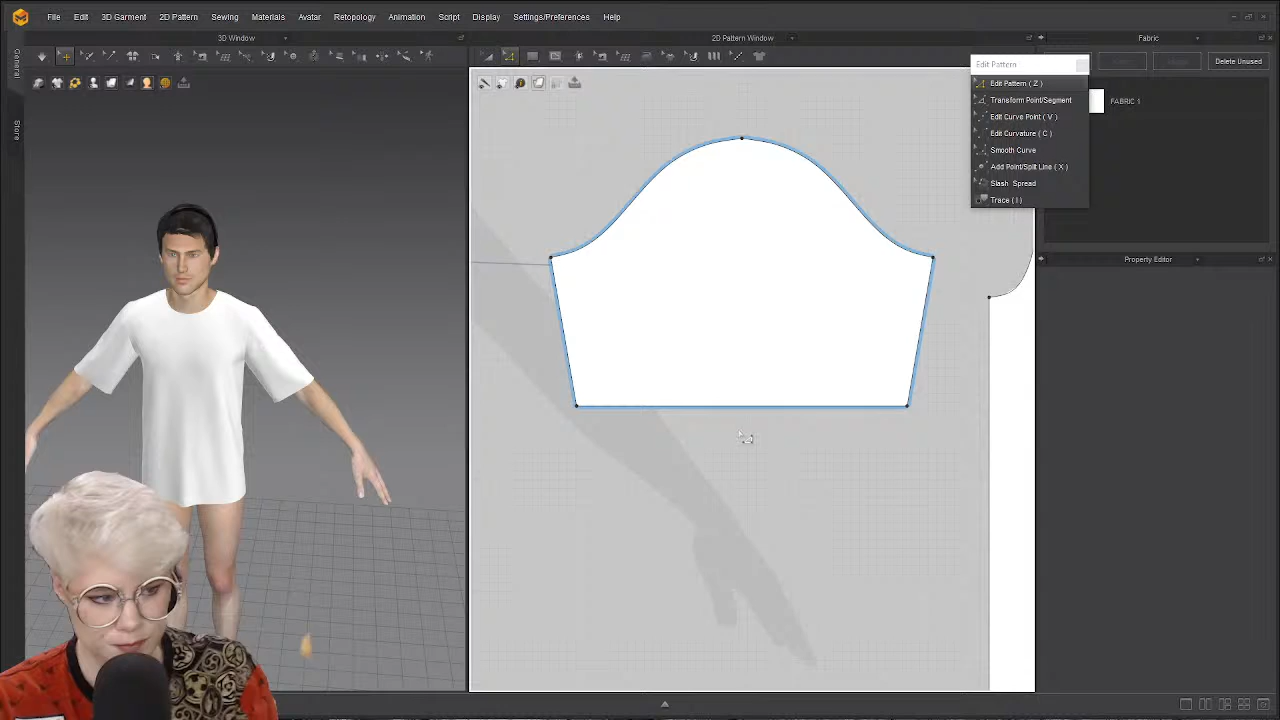 File Edit 3D Garment 2D Pattern Sewing Materials Avatar Retopology Animation Script Display Settings/Preferences Help
3D Window
2D Pattern Window
Fabric
Edit Pattern
Delete Unused
Edit Pattern ( Z )
Transform Point/Segment
FABRIC 1
Edit Curve Point ( V )
Edit Curvature ( C )
Smooth Curve
Add Point/Split Line ( X )
Slash Spread
Trace ( I )
Property Editor
Store